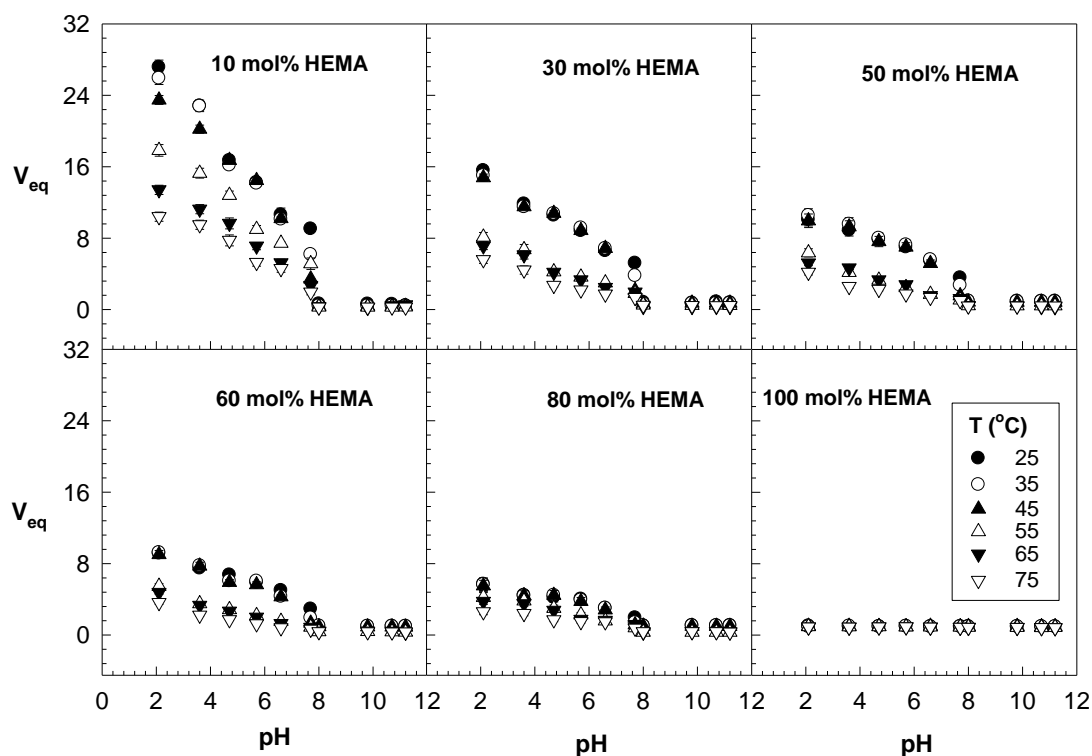 32
24
16
8
0
V_eq
10 mol% HEMA
30 mol% HEMA
50 mol% HEMA
32
24
16
8
0
V_eq
60 mol% HEMA
80 mol% HEMA
100 mol% HEMA
T (°C)
25
35
45
55
65
75
0 2 4 6 8 10 12 2 4 6 8 10 12 2 4 6 8 10 12
pH pH pH